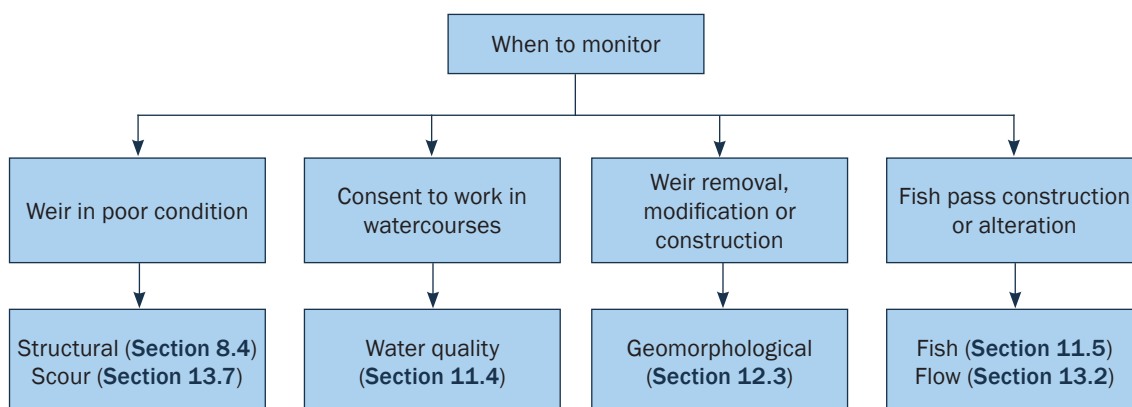 When to monitor
Weir in poor condition
Consent to work in
watercourses
Weir removal,
modification or
construction
Fish pass construction
or alteration
Structural (Section 8.4)
Scour (Section 13.7)
Water quality
(Section 11.4)
Geomorphological
(Section 12.3)
Fish (Section 11.5)
Flow (Section 13.2)